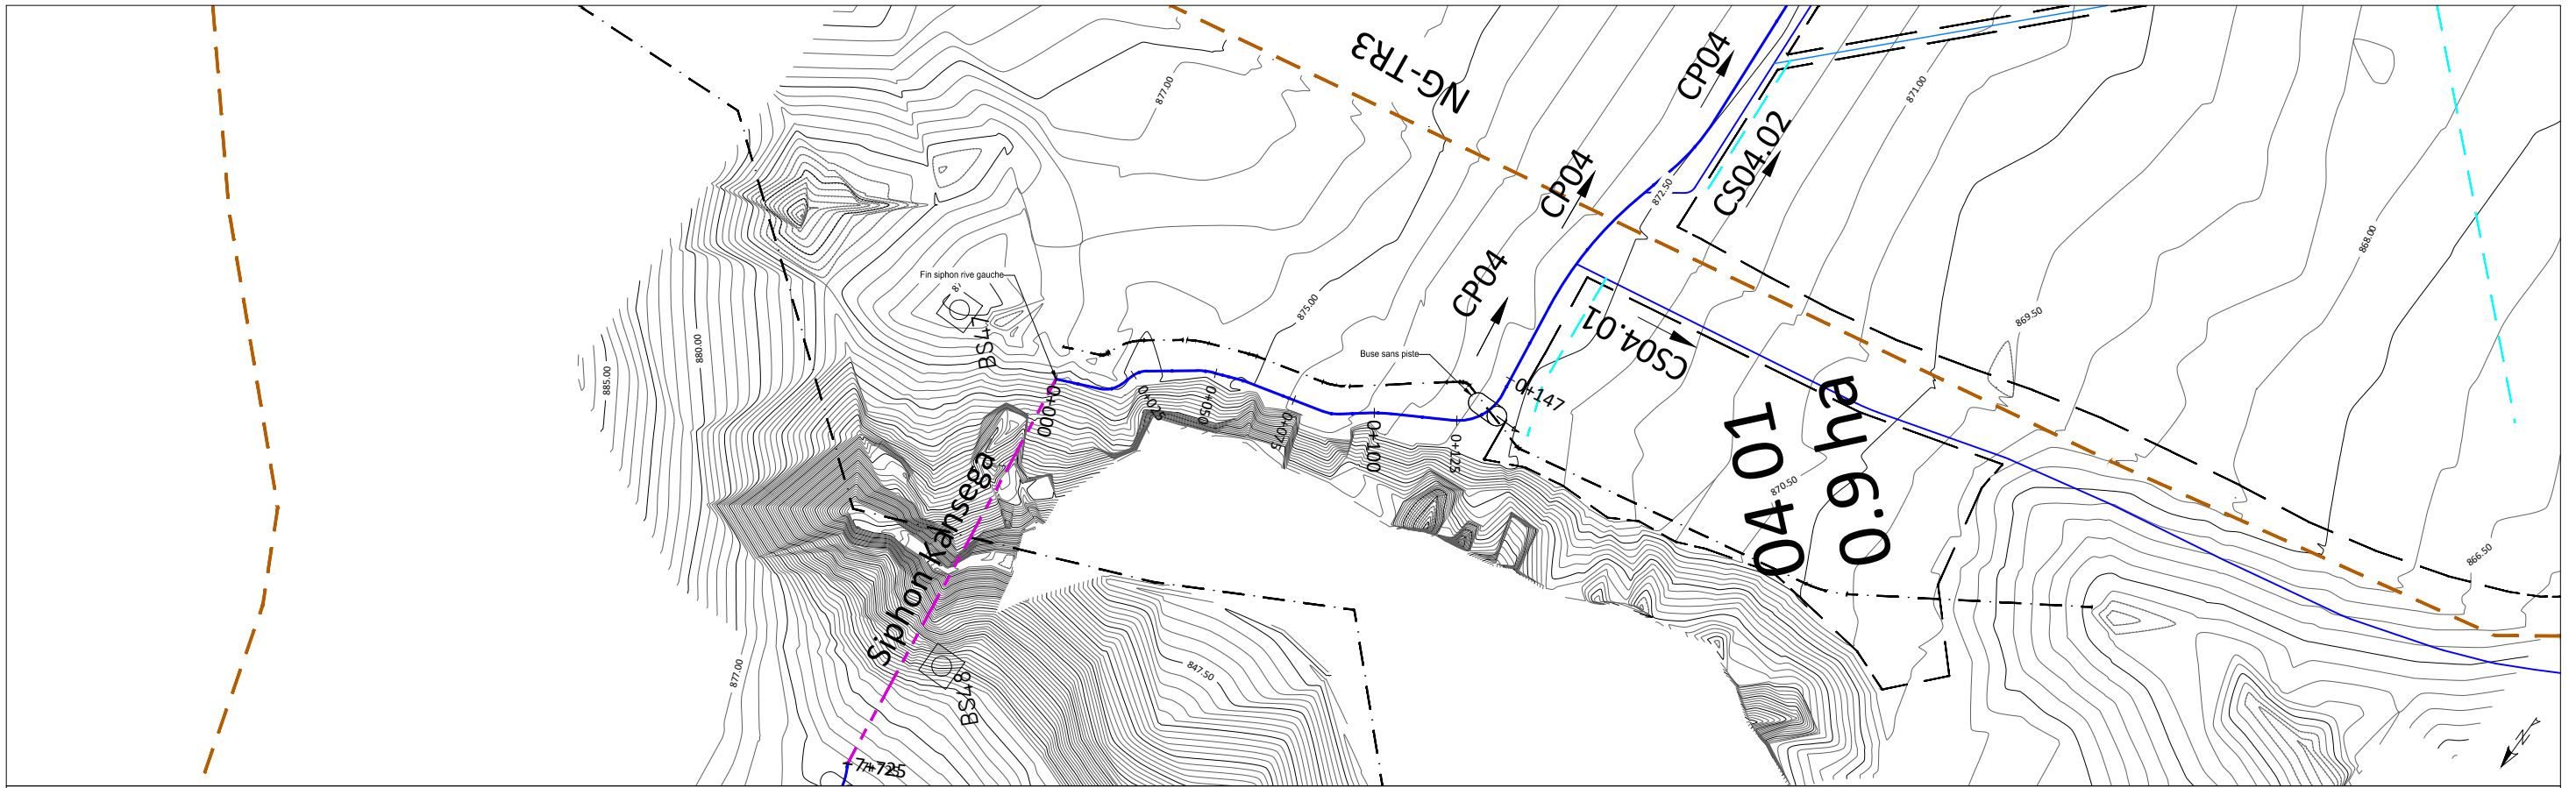 NG-TR3
CP04
CP04
CP04
CS04.02
CS04.01
877.00
871.00
872.50
868.00
875.00
869.50
880.00
885.00
870.50
866.50
877.00
847.50
Fin siphon rive gauche
BS47
Buse sans piste
0+000
0+025
0+050
0+075
0+100
0+125
0+147
04 01
0.6 ha
Siphon Kansega
BS48
7+725
N